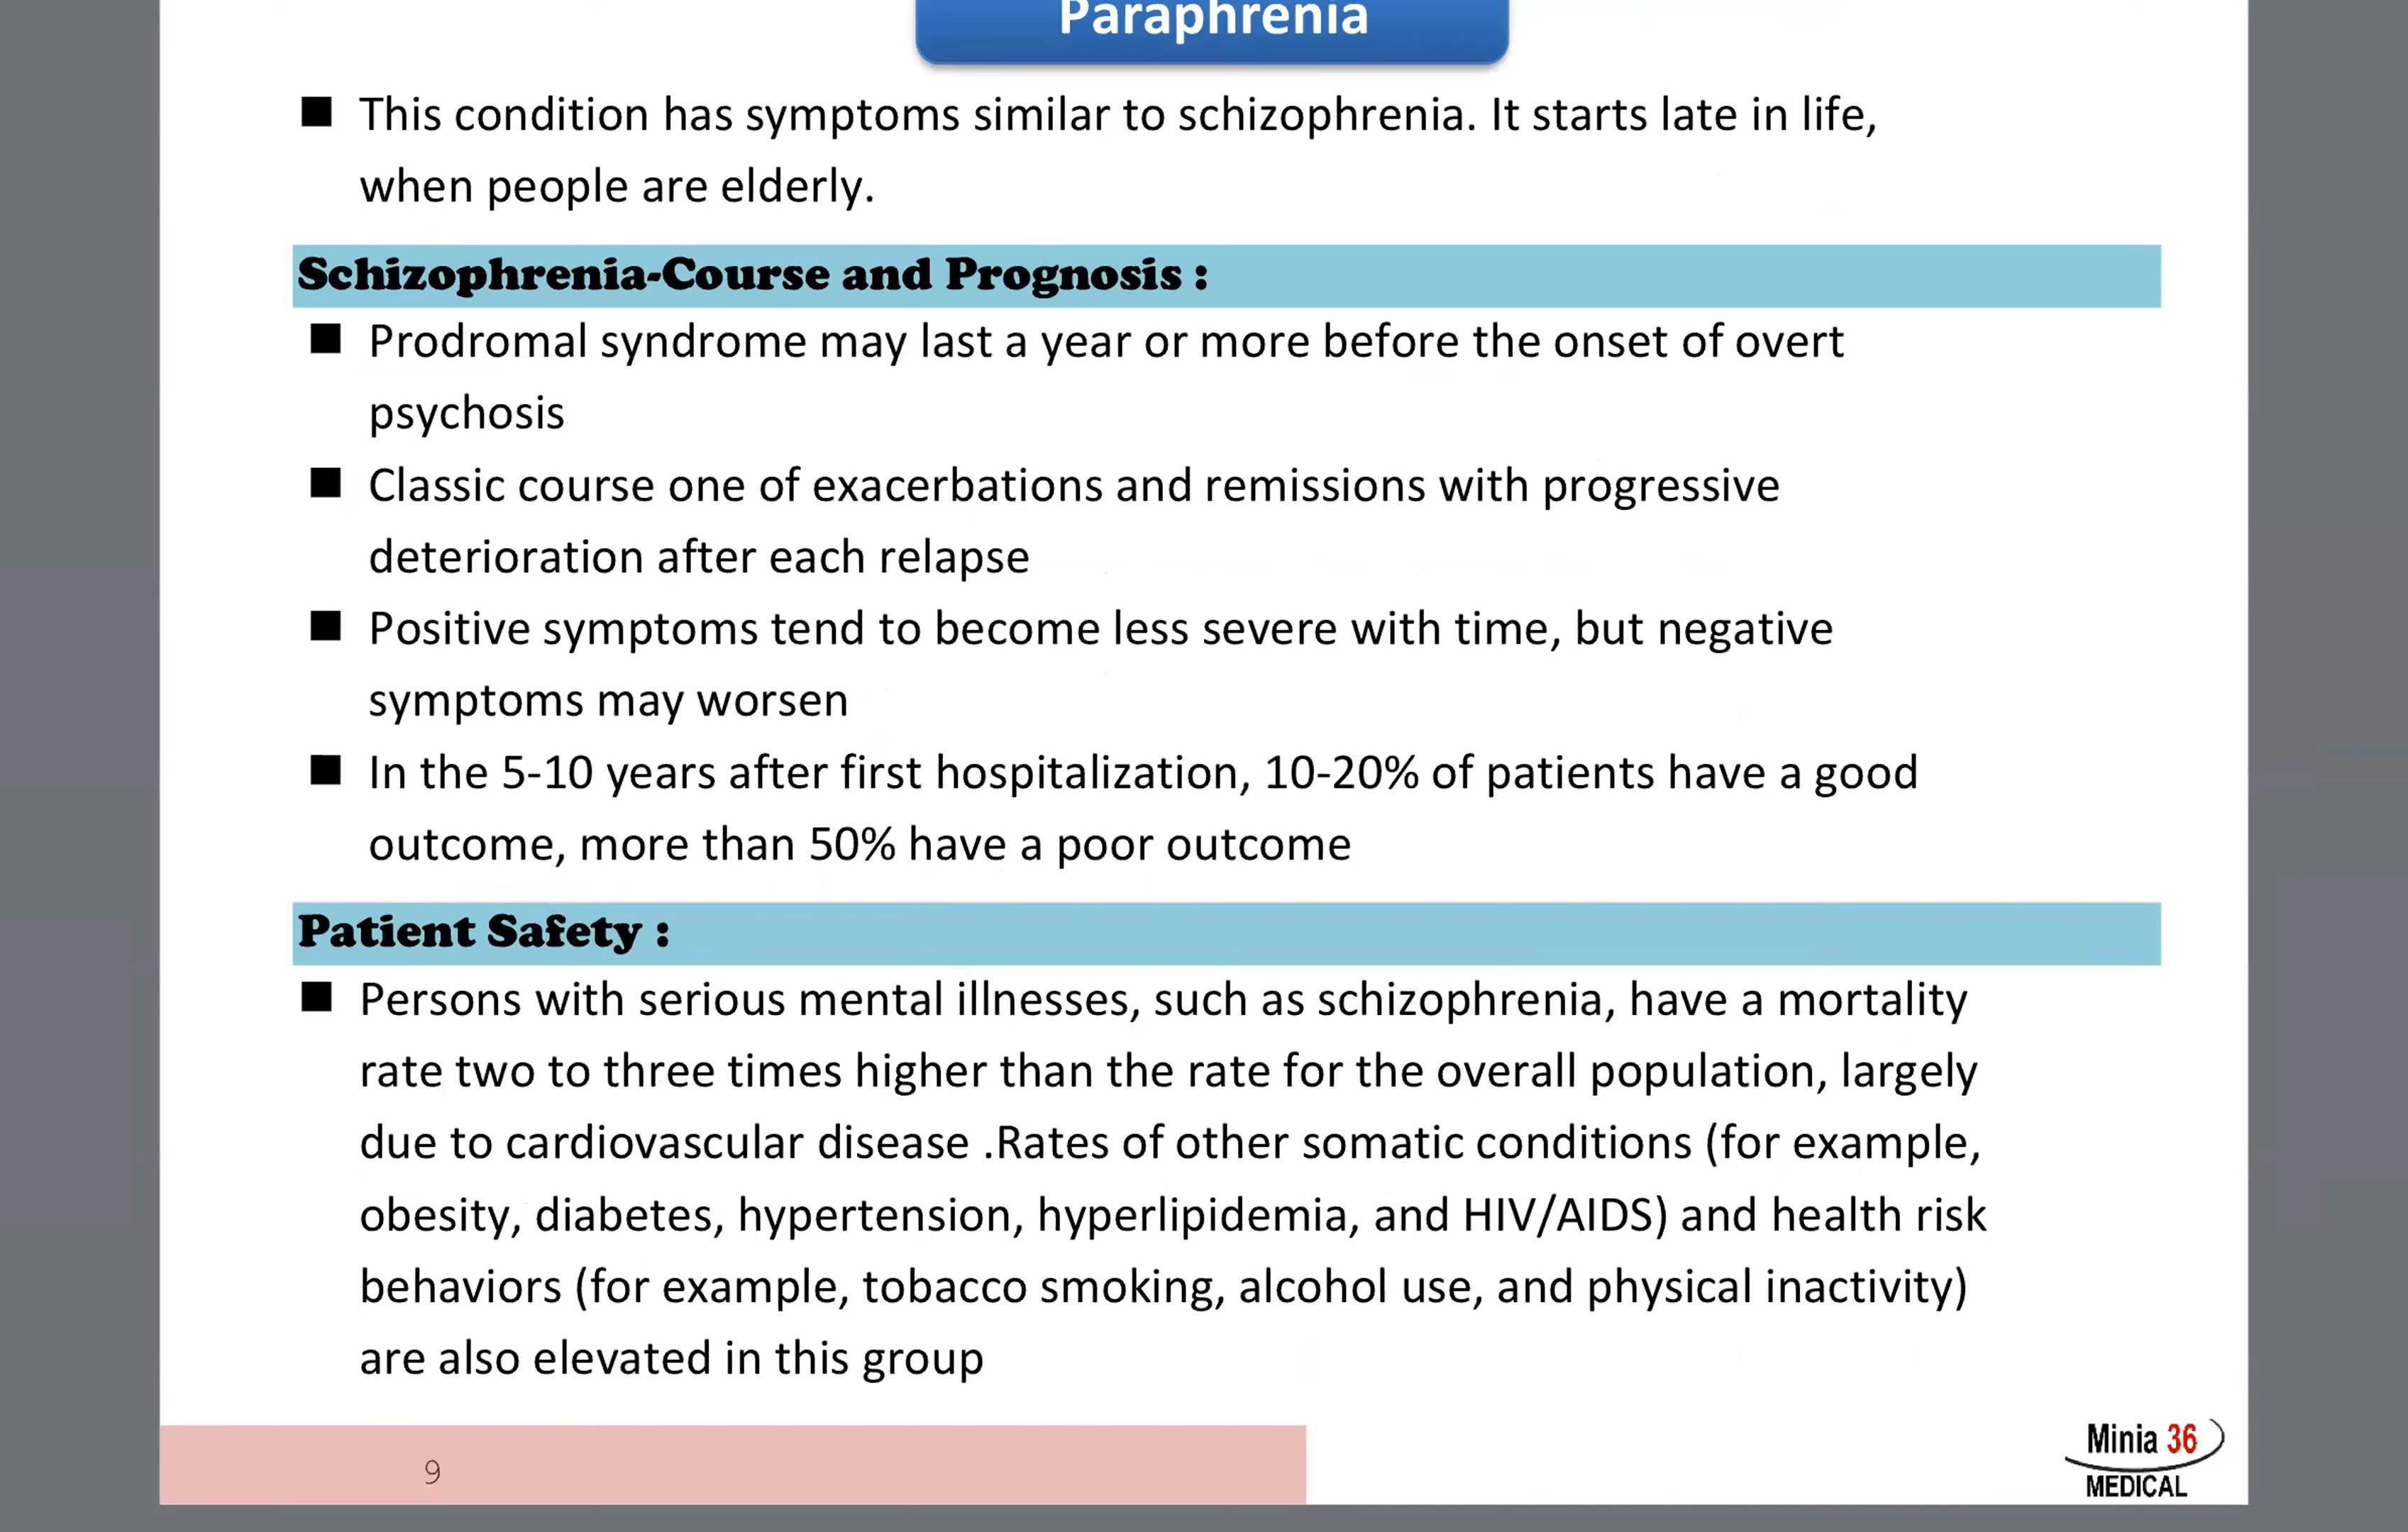 Paraphrenia
■ This condition has symptoms similar to schizophrenia. It starts late in life,
when people are elderly.
Schizophrenia-Course and Prognosis :
■ Prodromal syndrome may last a year or more before the onset of overt
psychosis
■ Classic course one of exacerbations and remissions with progressive
deterioration after each relapse
■ Positive symptoms tend to become less severe with time, but negative
symptoms may worsen
■ In the 5-10 years after first hospitalization, 10-20% of patients have a good
outcome, more than 50% have a poor outcome
Patient Safety :
■ Persons with serious mental illnesses, such as schizophrenia, have a mortality
rate two to three times higher than the rate for the overall population, largely
due to cardiovascular disease .Rates of other somatic conditions (for example,
obesity, diabetes, hypertension, hyperlipidemia, and HIV/AIDS) and health risk
behaviors (for example, tobacco smoking, alcohol use, and physical inactivity)
are also elevated in this group
9
Minia 36
MEDICAL